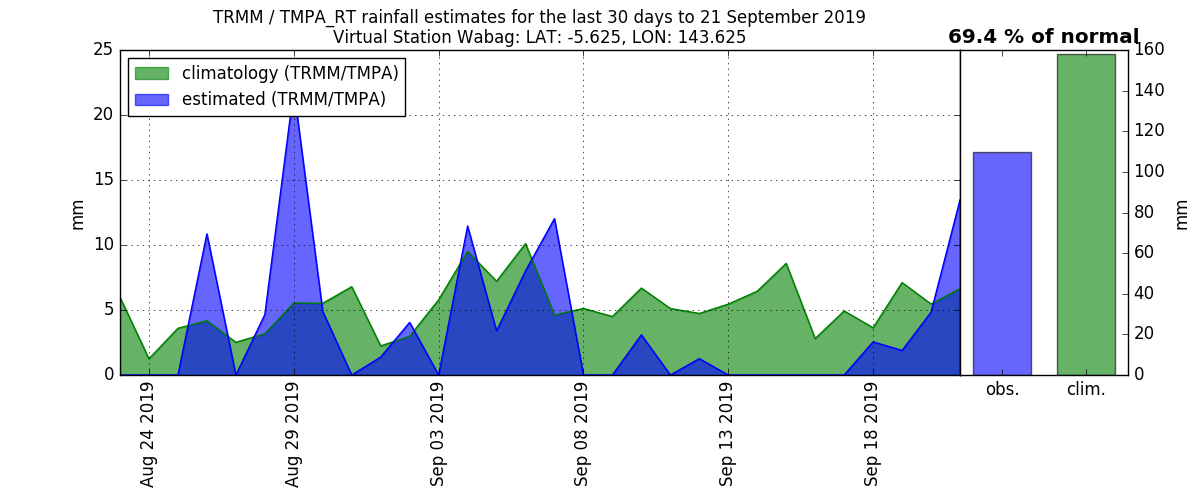 TRMM / TMPA_RT rainfall estimates for the last 30 days to 21 September 2019
Virtual Station Wabag: LAT: -5.625, LON: 143.625
69.4 % of normal
climatology (TRMM/TMPA)
estimated (TRMM/TMPA)
25
20
15
10
5
0
mm
Aug 24 2019
Aug 29 2019
Sep 03 2019
Sep 08 2019
Sep 13 2019
Sep 18 2019
obs.
clim.
160
140
120
100
80
60
40
20
0
mm